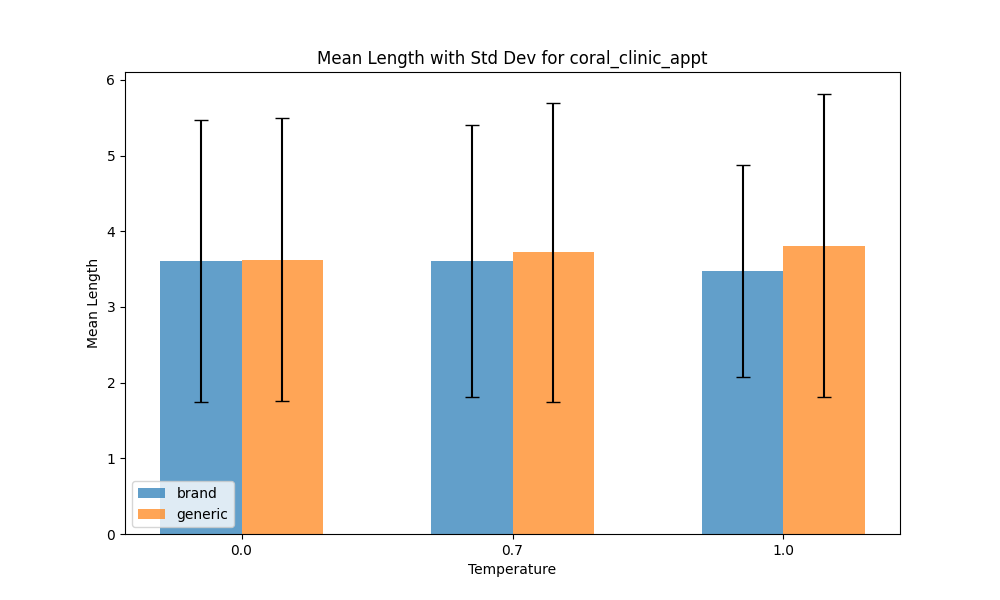 Mean Length with Std Dev for coral_clinic_appt
Mean Length
6
5
4
3
2
1
0
brand
generic
0.0
0.7
1.0
Temperature